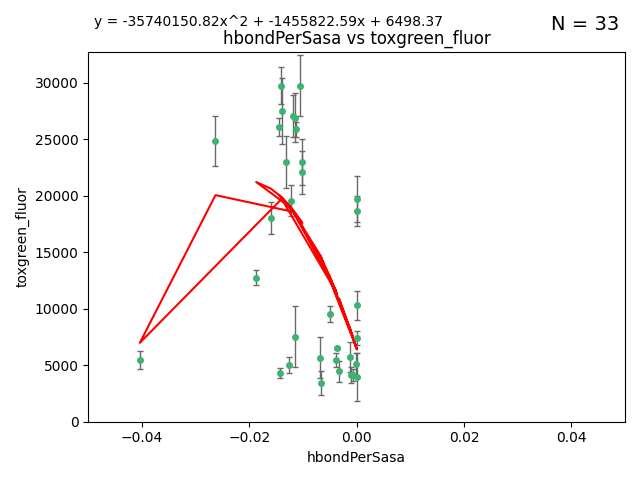 y = -35740150.82x^2 + -1455822.59x + 6498.37
N = 33
hbondPerSasa vs toxgreen_fluor
30000
25000
20000
15000
10000
5000
0
toxgreen_fluor
−0.04
−0.02
0.00
0.02
0.04
hbondPerSasa